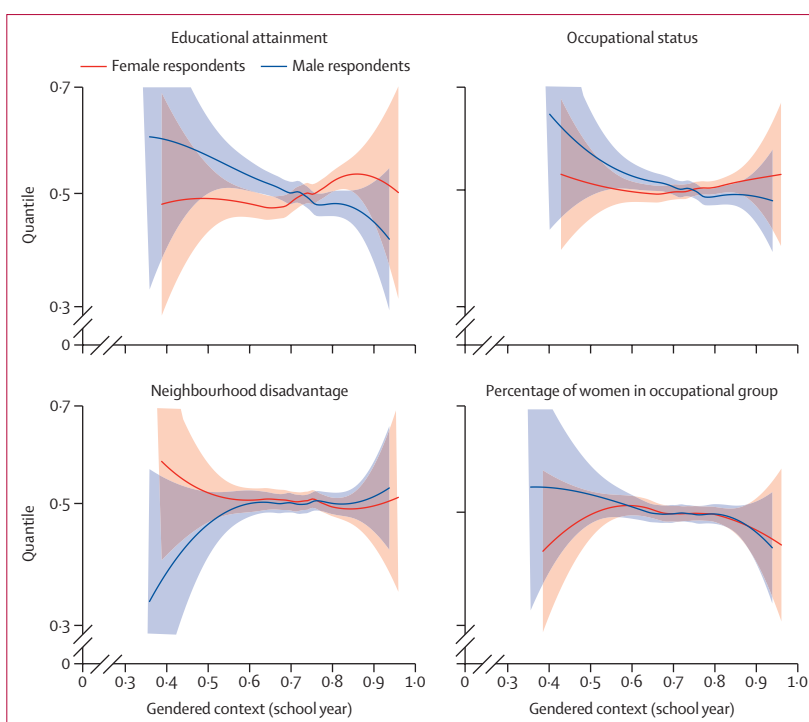 Educational attainment
Occupational status
Female respondents Male respondents
0·7
0·5
0·3
0
Quantile
Neighbourhood disadvantage
Percentage of women in occupational group
0·7
0·5
0·3
0
Quantile
0 0·3 0·4 0·5 0·6 0·7 0·8 0·9 1·0
0 0·3 0·4 0·5 0·6 0·7 0·8 0·9 1·0
Gendered context (school year)
Gendered context (school year)